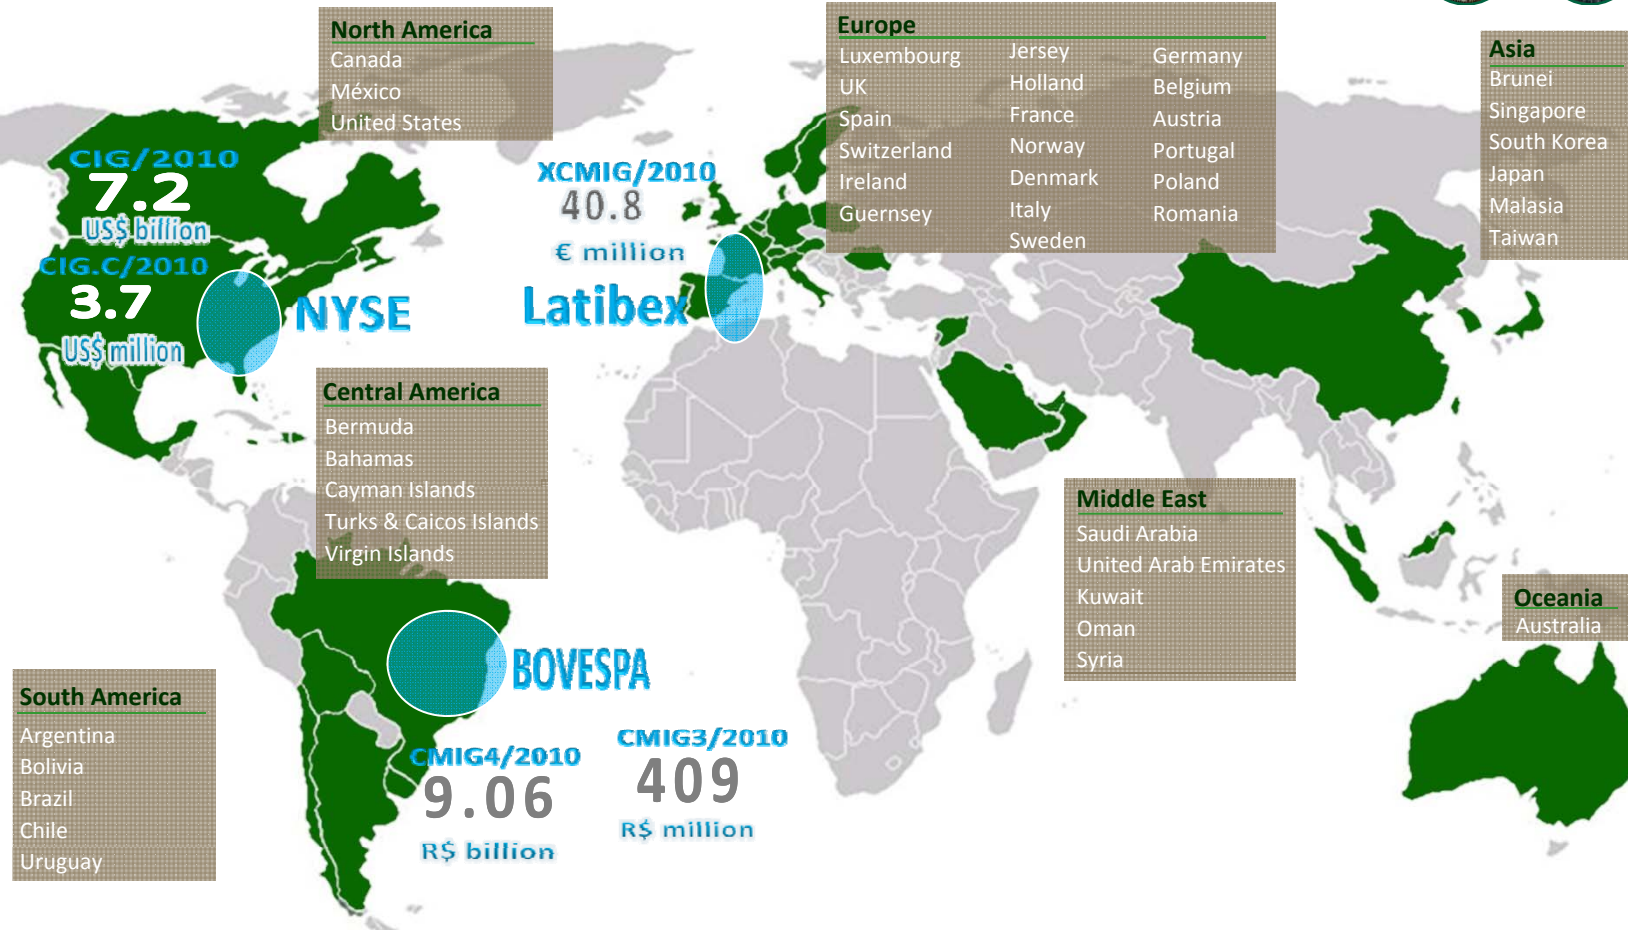 North America
Canada
México
United States
Europe
Luxembourg
UK
Spain
Switzerland
Ireland
Guernsey
Jersey
Holland
France
Norway
Denmark
Italy
Sweden
Germany
Belgium
Austria
Portugal
Poland
Romania
Asia
Brunei
Singapore
South Korea
Japan
Malasia
Taiwan
CIG/2010
7.2
US$ billion
CIG.C/2010
3.7
US$ million
NYSE
XCMIG/2010
40.8
€ million
Latibex
Central America
Bermuda
Bahamas
Cayman Islands
Turks & Caicos Islands
Virgin Islands
Middle East
Saudi Arabia
United Arab Emirates
Kuwait
Oman
Syria
Oceania
Australia
South America
Argentina
Bolivia
Brazil
Chile
Uruguay
BOVESPA
CMIG4/2010
9.06
R$ billion
CMIG3/2010
409
R$ million